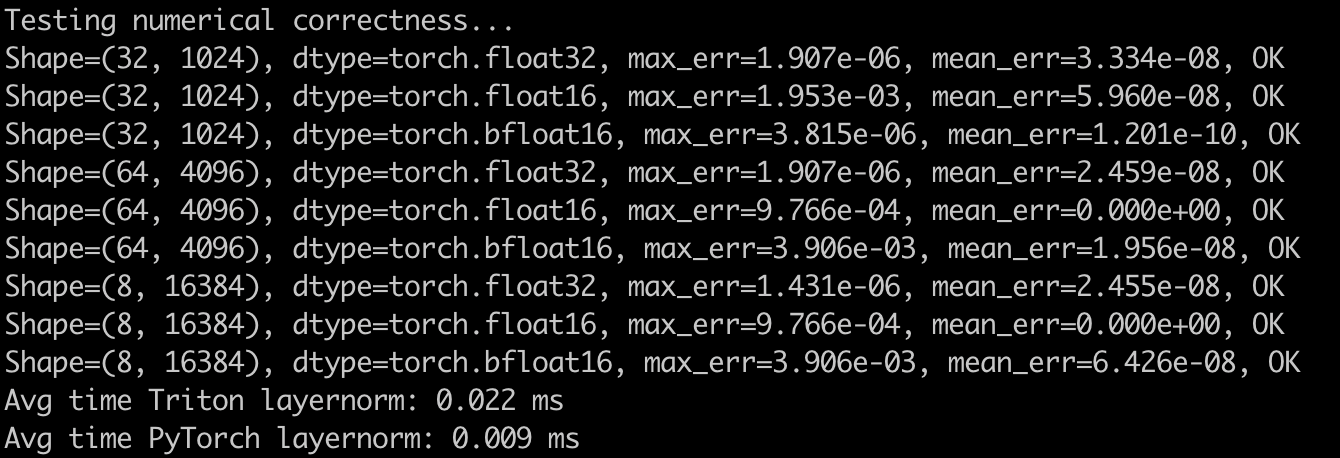 Testing numerical correctness...
Shape=(32, 1024), dtype=torch.float32, max_err=1.907e-06, mean_err=3.334e-08, OK
Shape=(32, 1024), dtype=torch.float16, max_err=1.953e-03, mean_err=5.960e-08, OK
Shape=(32, 1024), dtype=torch.bfloat16, max_err=3.815e-06, mean_err=1.201e-10, OK
Shape=(64, 4096), dtype=torch.float32, max_err=1.907e-06, mean_err=2.459e-08, OK
Shape=(64, 4096), dtype=torch.float16, max_err=9.766e-04, mean_err=0.000e+00, OK
Shape=(64, 4096), dtype=torch.bfloat16, max_err=3.906e-03, mean_err=1.956e-08, OK
Shape=(8, 16384), dtype=torch.float32, max_err=1.431e-06, mean_err=2.455e-08, OK
Shape=(8, 16384), dtype=torch.float16, max_err=9.766e-04, mean_err=0.000e+00, OK
Shape=(8, 16384), dtype=torch.bfloat16, max_err=3.906e-03, mean_err=6.426e-08, OK
Avg time Triton layernorm: 0.022 ms
Avg time PyTorch layernorm: 0.009 ms